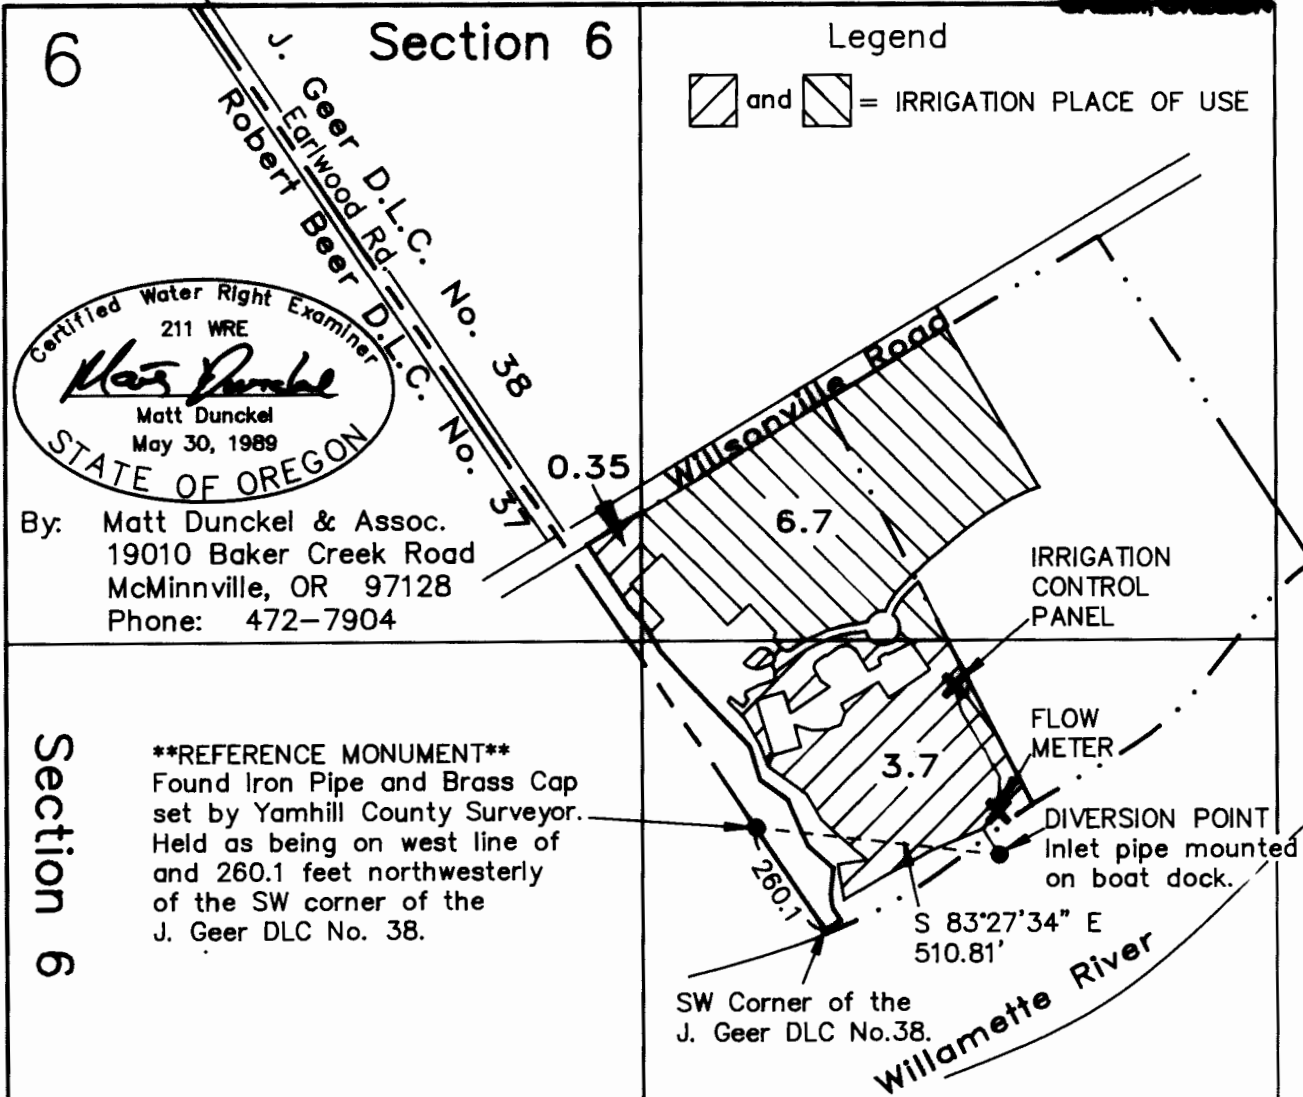 6
Section 6
Legend
and = IRRIGATION PLACE OF USE
J. Geer D.L.C. No. 38
Earlwood Rd.
Robert Beer D.L.C. No. 37
Certified Water Right Examiner
211 WRE
Matt Dunckel
Matt Dunckel
May 30, 1989
STATE OF OREGON
By: Matt Dunckel & Assoc.
19010 Baker Creek Road
McMinnville, OR 97128
Phone: 472-7904
0.35
Willsonville Road
6.7
IRRIGATION
CONTROL
PANEL
FLOW
METER
3.7
DIVERSION POINT
Inlet pipe mounted
on boat dock.
Section 6
**REFERENCE MONUMENT**
Found Iron Pipe and Brass Cap
set by Yamhill County Surveyor.
Held as being on west line of
and 260.1 feet northwesterly
of the SW corner of the
J. Geer DLC No. 38.
260.1
S 83°27'34" E
510.81'
SW Corner of the
J. Geer DLC No.38.
Willamette River